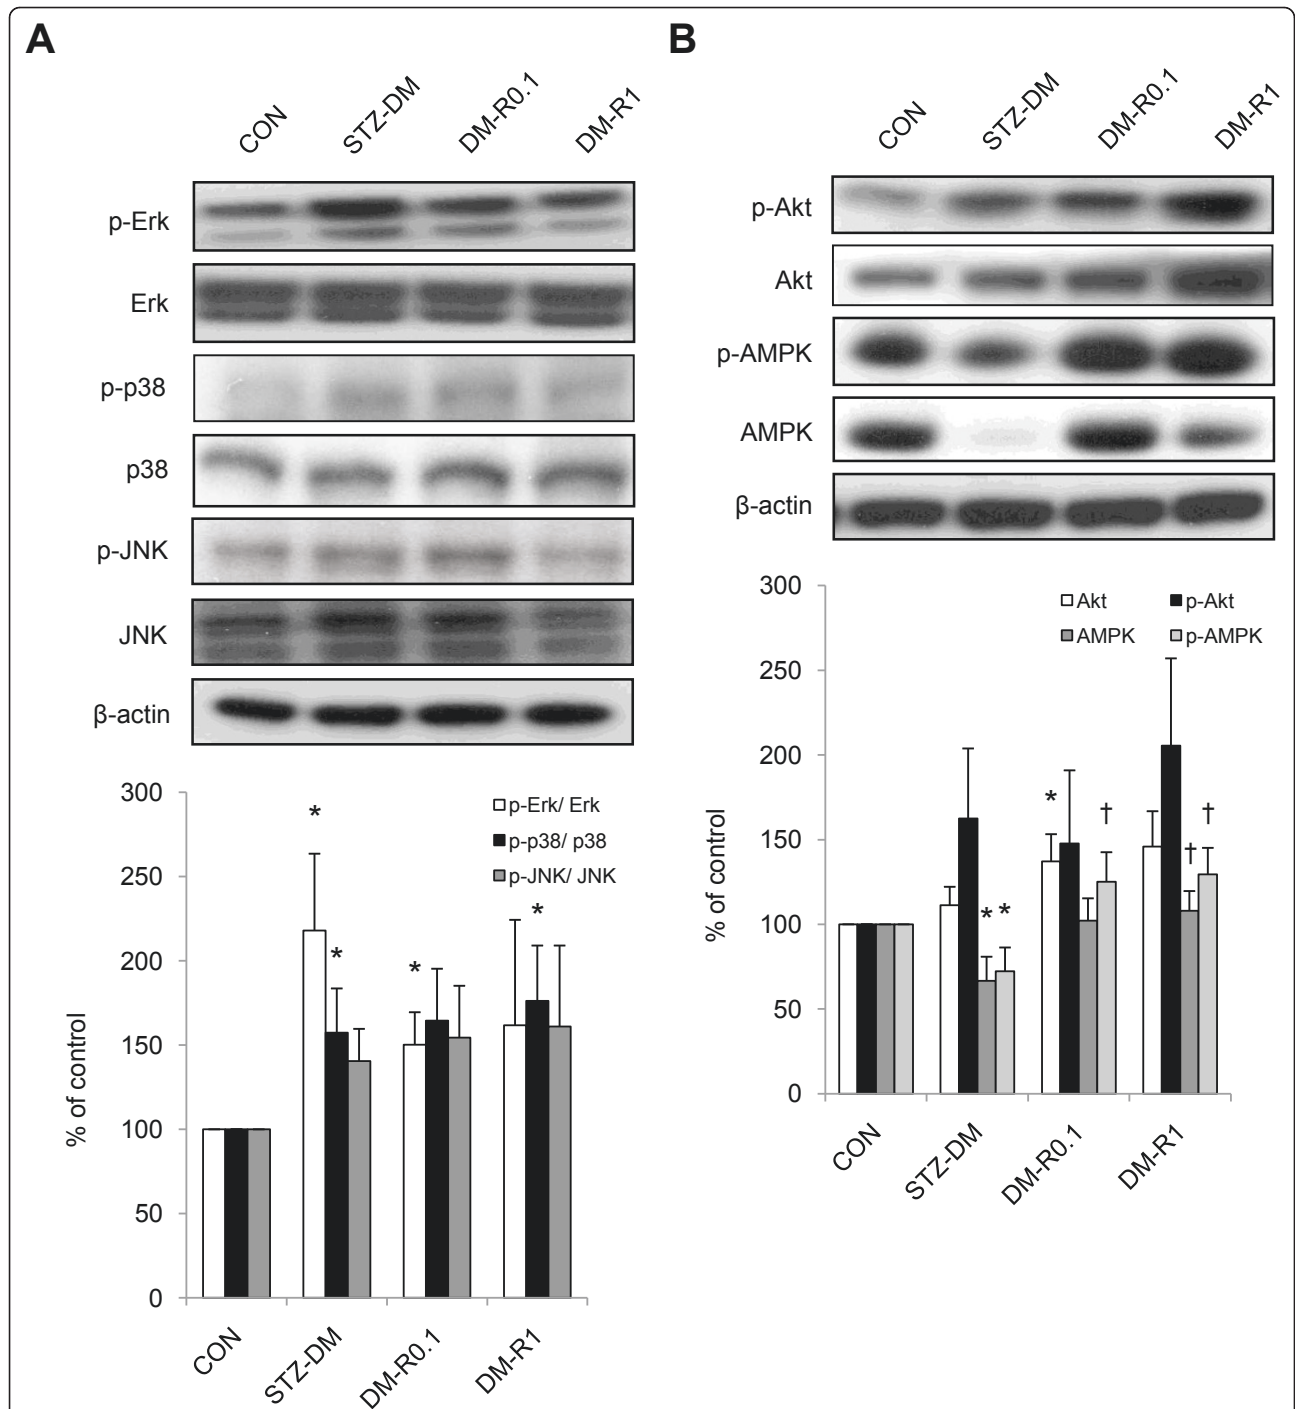 A
CON STZ-DM DM-R0.1 DM-R1
p-Erk
Erk
p-p38
p38
p-JNK
JNK
β-actin
300
250
200
150
100
50
0
% of control
p-Erk/ Erk
p-p38/ p38
p-JNK/ JNK
*
*
*
*
CON STZ-DM DM-R0.1 DM-R1
B
CON STZ-DM DM-R0.1 DM-R1
p-Akt
Akt
p-AMPK
AMPK
β-actin
300
250
200
150
100
50
0
% of control
Akt p-Akt
AMPK p-AMPK
* *
* †
† †
CON STZ-DM DM-R0.1 DM-R1